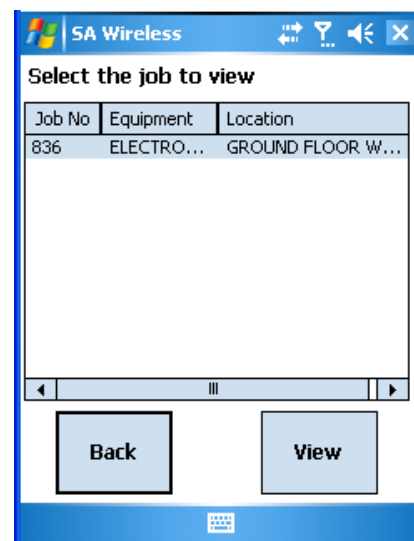 SA Wireless
Select the job to view
Job No Equipment Location
836 ELECTRO... GROUND FLOOR W...
Back View